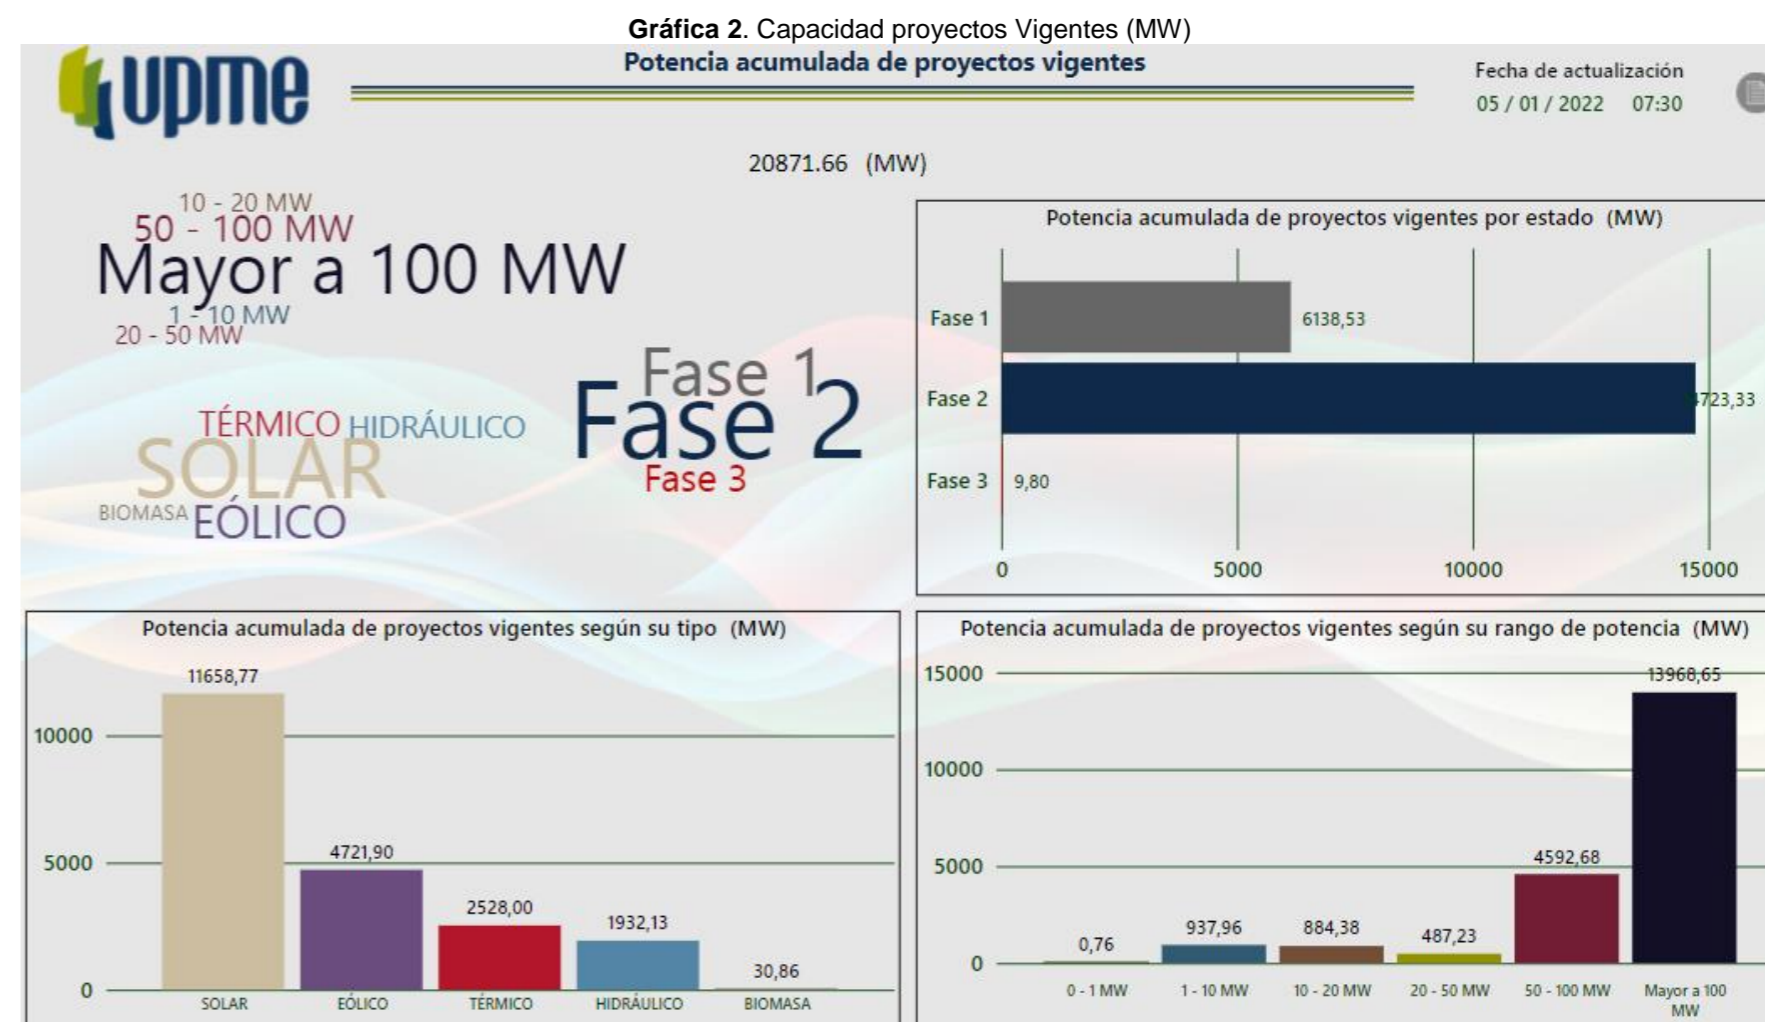 Gráfica 2. Capacidad proyectos Vigentes (MW)
upme
Potencia acumulada de proyectos vigentes
Fecha de actualización
05 / 01 / 2022 07:30
20871.66 (MW)
10 - 20 MW
50 - 100 MW
Mayor a 100 MW
1 - 10 MW
20 - 50 MW
Fase 1
Fase 2
Fase 3
TÉRMICO HIDRÁULICO
SOLAR
BIOMASA EÓLICO
Potencia acumulada de proyectos vigentes por estado (MW)
Fase 1 6138,53
Fase 2 4723,33
Fase 3 9,80
0 5000 10000 15000
Potencia acumulada de proyectos vigentes según su tipo (MW)
11658,77
10000
4721,90
5000
2528,00
1932,13
30,86
0
SOLAR EÓLICO TÉRMICO HIDRÁULICO BIOMASA
Potencia acumulada de proyectos vigentes según su rango de potencia (MW)
15000
13968,65
10000
5000
4592,68
937,96
884,38
487,23
0,76
0
0 - 1 MW 1 - 10 MW 10 - 20 MW 20 - 50 MW 50 - 100 MW Mayor a 100
MW